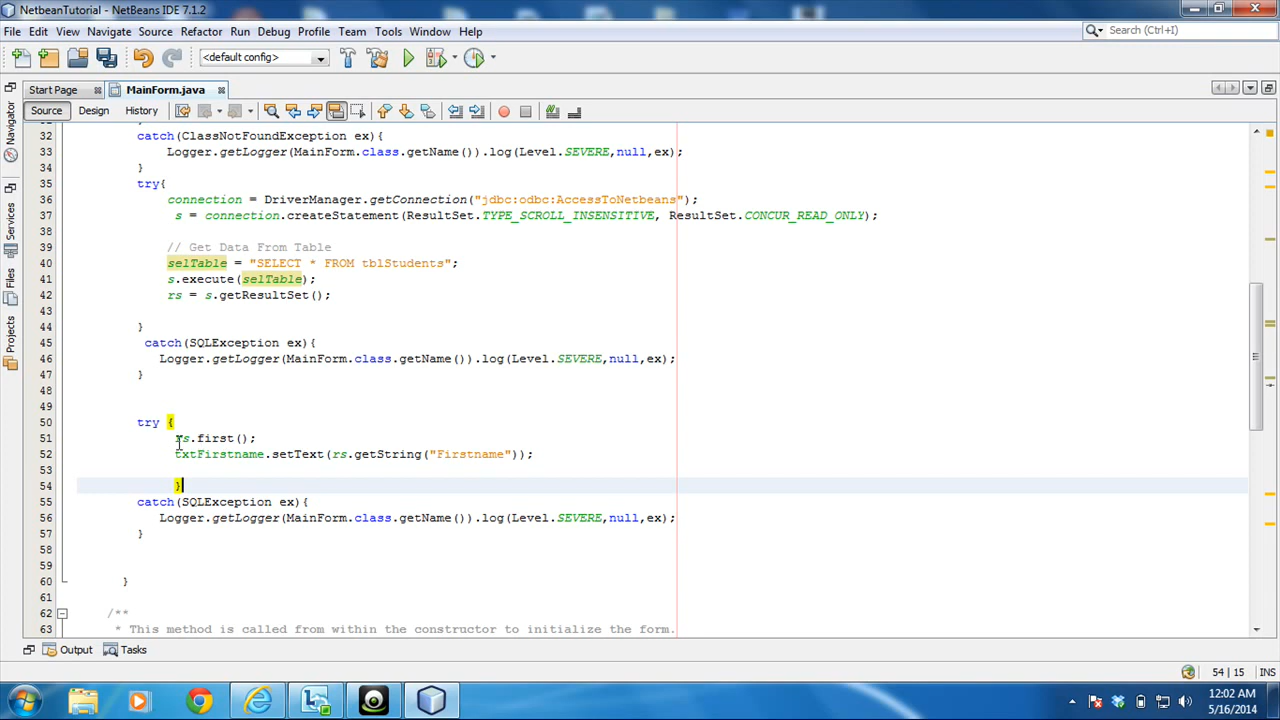 NetbeanTutorial - NetBeans IDE 7.1.2
File Edit View Navigate Source Refactor Run Debug Profile Team Tools Window Help
Search (Ctrl+I)
<default config>
Start Page
MainForm.java
Source Design History
Navigator
Services
Files
Projects
32 catch(ClassNotFoundException ex){
33 Logger.getLogger(MainForm.class.getName()).log(Level.SEVERE,null,ex);
34 }
35 try{
36 connection = DriverManager.getConnection("jdbc:odbc:AccessToNetbeans");
37 s = connection.createStatement(ResultSet.TYPE_SCROLL_INSENSITIVE, ResultSet.CONCUR_READ_ONLY);
38
39 // Get Data From Table
40 selTable = "SELECT * FROM tblStudents";
41 s.execute(selTable);
42 rs = s.getResultSet();
43
44 }
45 catch(SQLException ex){
46 Logger.getLogger(MainForm.class.getName()).log(Level.SEVERE,null,ex);
47 }
48
49
50 try {
51 rs.first();
52 txtFirstname.setText(rs.getString("Firstname"));
53
54 }
55 catch(SQLException ex){
56 Logger.getLogger(MainForm.class.getName()).log(Level.SEVERE,null,ex);
57 }
58
59
60 }
61
62 /**
63 * This method is called from within the constructor to initialize the form.
Output Tasks
54 | 15 INS
12:02 AM
5/16/2014